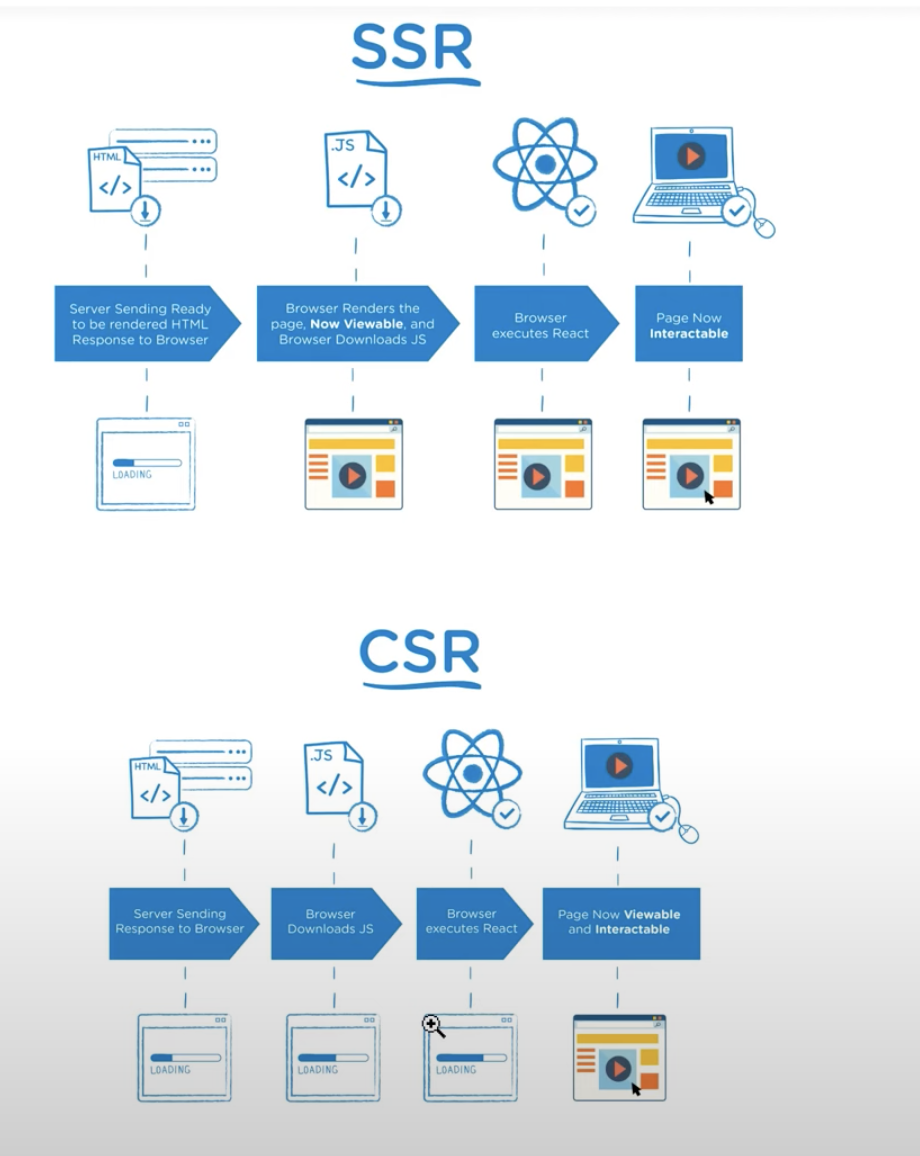 SSR
HTML
</>
.JS
</>
Server Sending Ready
to be rendered HTML
Response to Browser
Browser Renders the
page, Now Viewable, and
Browser Downloads JS
Browser
executes React
Page Now
Interactable
LOADING
CSR
HTML
</>
.JS
</>
Server Sending
Response to Browser
Browser
Downloads JS
Browser
executes React
Page Now Viewable
and Interactable
LOADING
LOADING
LOADING